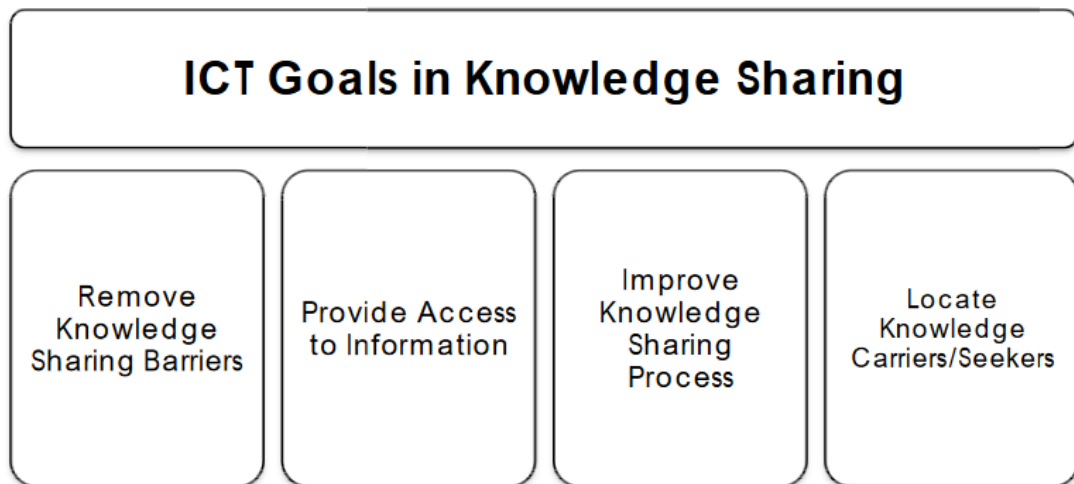 ICT Goals in Knowledge Sharing
Remove
Knowledge
Sharing Barriers
Provide Access
to Information
Improve
Knowledge
Sharing
Process
Locate
Knowledge
Carriers/Seekers